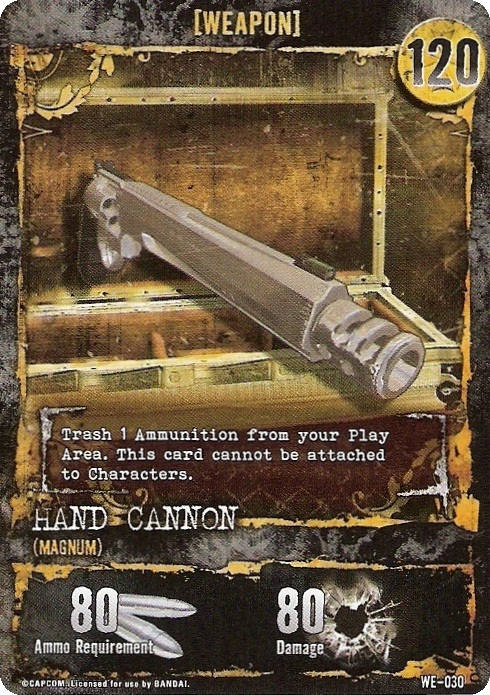 [WEAPON]
120
Trash 1 Ammunition from your Play
Area. This card cannot be attached
to Characters.
HAND CANNON
(MAGNUM)
80
Ammo Requirement
80
Damage
©CAPCOM. Licensed for use by BANDAI.
WE-030